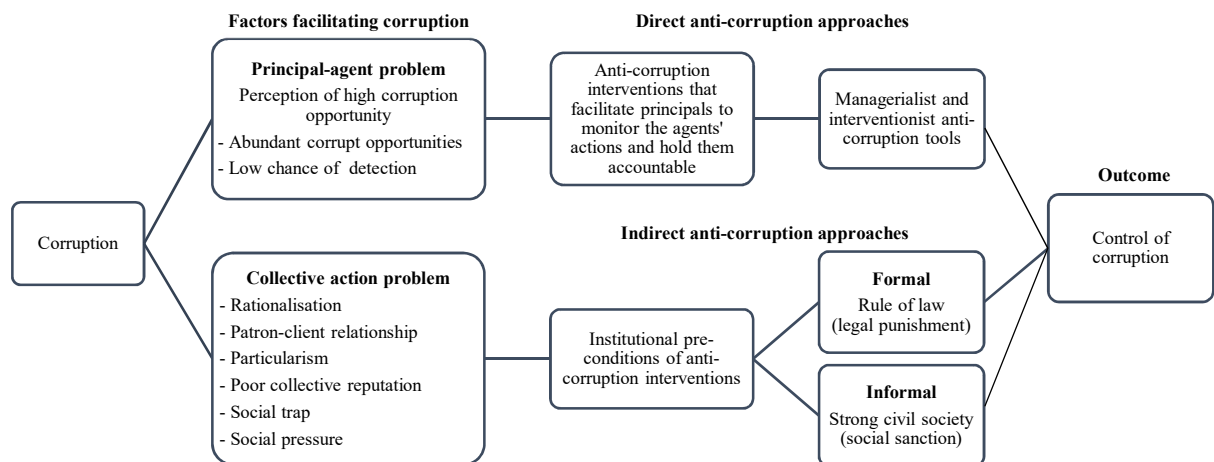 Factors facilitating corruption
Direct anti-corruption approaches
Principal-agent problem
Perception of high corruption
opportunity
- Abundant corrupt opportunities
- Low chance of detection
Anti-corruption
interventions that
facilitate principals to
monitor the agents'
actions and hold them
accountable
Managerialist and
interventionist anti-
corruption tools
Outcome
Corruption
Control of
corruption
Indirect anti-corruption approaches
Collective action problem
- Rationalisation
- Patron-client relationship
- Particularism
- Poor collective reputation
- Social trap
- Social pressure
Institutional pre-
conditions of anti-
corruption interventions
Formal
Rule of law
(legal punishment)
Informal
Strong civil society
(social sanction)